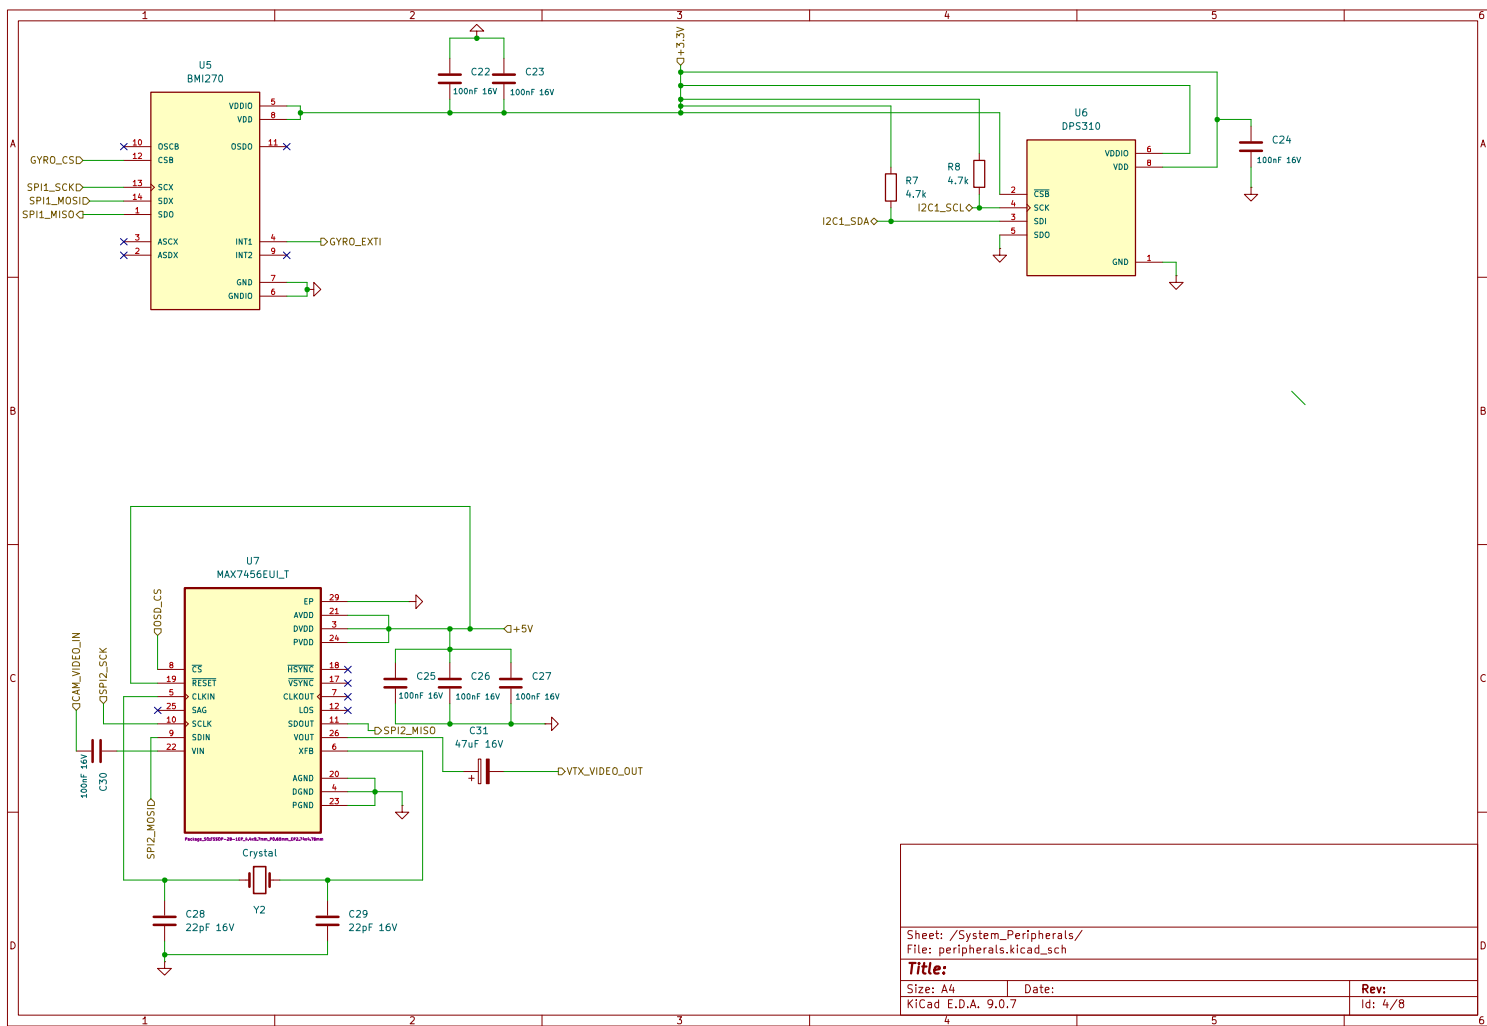 1 2 3 4 5 6
A
B
C
D
A
B
C
D
1 2 3 4 5 6
+3.3V
U5
BMI270
VDDIO 5
VDD 8
10 OSCB
OSDO 11
GYRO_CS
12 CSB
SPI1_SCK
13 SCX
SPI1_MOSI
14 SDX
SPI1_MISO
1 SDO
3 ASCX
INT1 4
GYRO_EXTI
2 ASDX
INT2 9
GND 7
GNDIO 6
C22
100nF 16V
C23
100nF 16V
U6
DPS310
VDDIO 6
VDD 8
2 CSB
4 SCK
3 SDI
5 SDO
GND 1
R7
4.7k
R8
4.7k
I2C1_SCL
I2C1_SDA
C24
100nF 16V
U7
MAX7456EUI_T
EP 29
AVDD 21
DVDD 3
PVDD 24
+5V
OSD_CS
CAM_VIDEO_IN
SPI2_SCK
8 CS
HSYNC 18
19 RESET
VSYNC 17
5 CLKIN
CLKOUT 7
25 SAG
LOS 12
10 SCLK
SDOUT 11
9 SDIN
VOUT 26
22 VIN
XFB 6
AGND 20
DGND 4
PGND 23
C25
100nF 16V
C26
100nF 16V
C27
100nF 16V
SPI2_MISO
C31
47uF 16V
+
VTX_VIDEO_OUT
100nF 16V
C30
SPI2_MOSI
Crystal
Y2
C28
22pF 16V
C29
22pF 16V
Sheet: /System_Peripherals/
File: peripherals.kicad_sch
Title:
Size: A4 Date: Rev:
KiCad E.D.A. 9.0.7 Id: 4/8